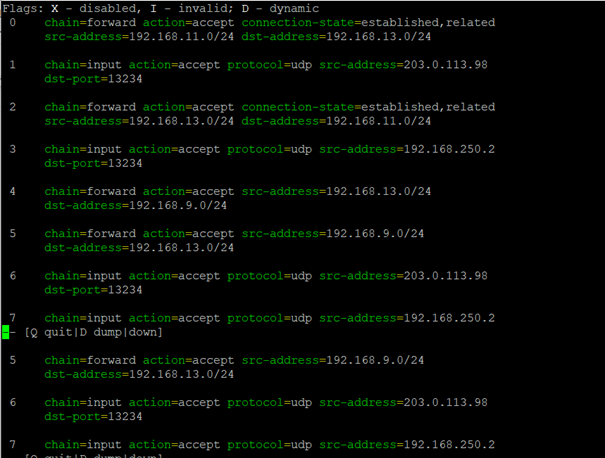 Flags: X - disabled, I - invalid; D - dynamic
0 chain=forward action=accept connection-state=established,related
src-address=192.168.11.0/24 dst-address=192.168.13.0/24
1 chain=input action=accept protocol=udp src-address=203.0.113.98
dst-port=13234
2 chain=forward action=accept connection-state=established,related
src-address=192.168.13.0/24 dst-address=192.168.11.0/24
3 chain=input action=accept protocol=udp src-address=192.168.250.2
dst-port=13234
4 chain=forward action=accept src-address=192.168.13.0/24
dst-address=192.168.9.0/24
5 chain=forward action=accept src-address=192.168.9.0/24
dst-address=192.168.13.0/24
6 chain=input action=accept protocol=udp src-address=203.0.113.98
dst-port=13234
7 chain=input action=accept protocol=udp src-address=192.168.250.2
-- [Q quit|D dump|down]
5 chain=forward action=accept src-address=192.168.9.0/24
dst-address=192.168.13.0/24
6 chain=input action=accept protocol=udp src-address=203.0.113.98
dst-port=13234
7 chain=input action=accept protocol=udp src-address=192.168.250.2
[Q quit|D dump|down]